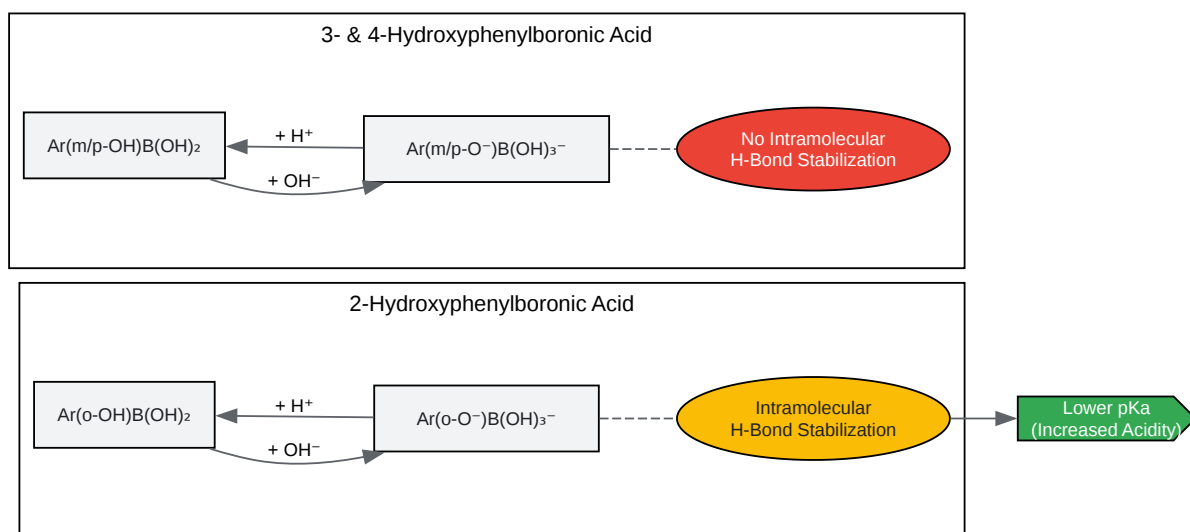 3- & 4-Hydroxyphenylboronic Acid
Ar(m/p-OH)B(OH)₂
+ H⁺
+ OH⁻
Ar(m/p-O⁻)B(OH)₃⁻
No Intramolecular
H-Bond Stabilization
2-Hydroxyphenylboronic Acid
Ar(o-OH)B(OH)₂
+ H⁺
+ OH⁻
Ar(o-O⁻)B(OH)₃⁻
Intramolecular
H-Bond Stabilization
Lower pKa
(Increased Acidity)